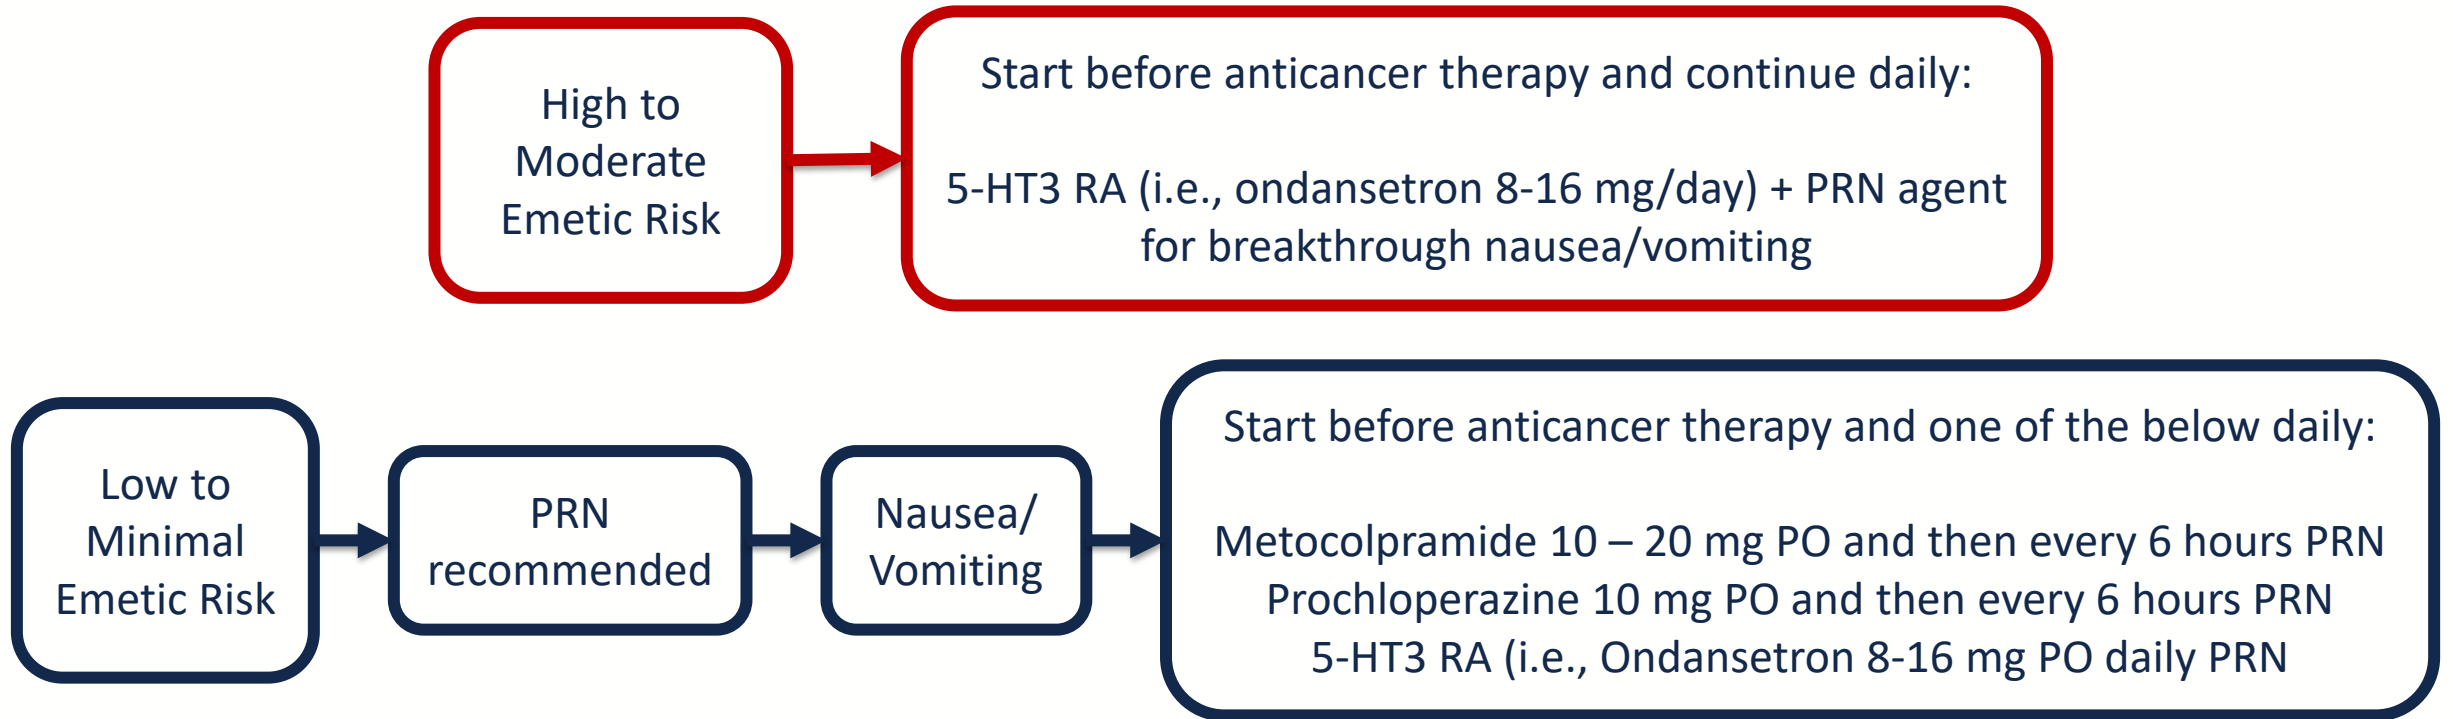 High to
Moderate
Emetic Risk
Start before anticancer therapy and continue daily:
5-HT3 RA (i.e., ondansetron 8-16 mg/day) + PRN agent
for breakthrough nausea/vomiting
Low to
Minimal
Emetic Risk
PRN
recommended
Nausea/
Vomiting
Start before anticancer therapy and one of the below daily:
Metocolpramide 10 – 20 mg PO and then every 6 hours PRN
Prochloperazine 10 mg PO and then every 6 hours PRN
5-HT3 RA (i.e., Ondansetron 8-16 mg PO daily PRN